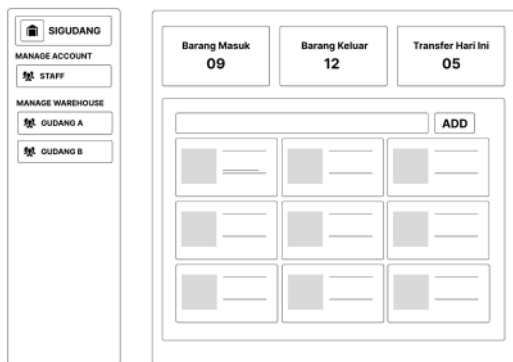 SIGUDANG
MANAGE ACCOUNT
STAFF
MANAGE WAREHOUSE
GUDANG A
GUDANG B
Barang Masuk
09
Barang Keluar
12
Transfer Hari Ini
05
ADD